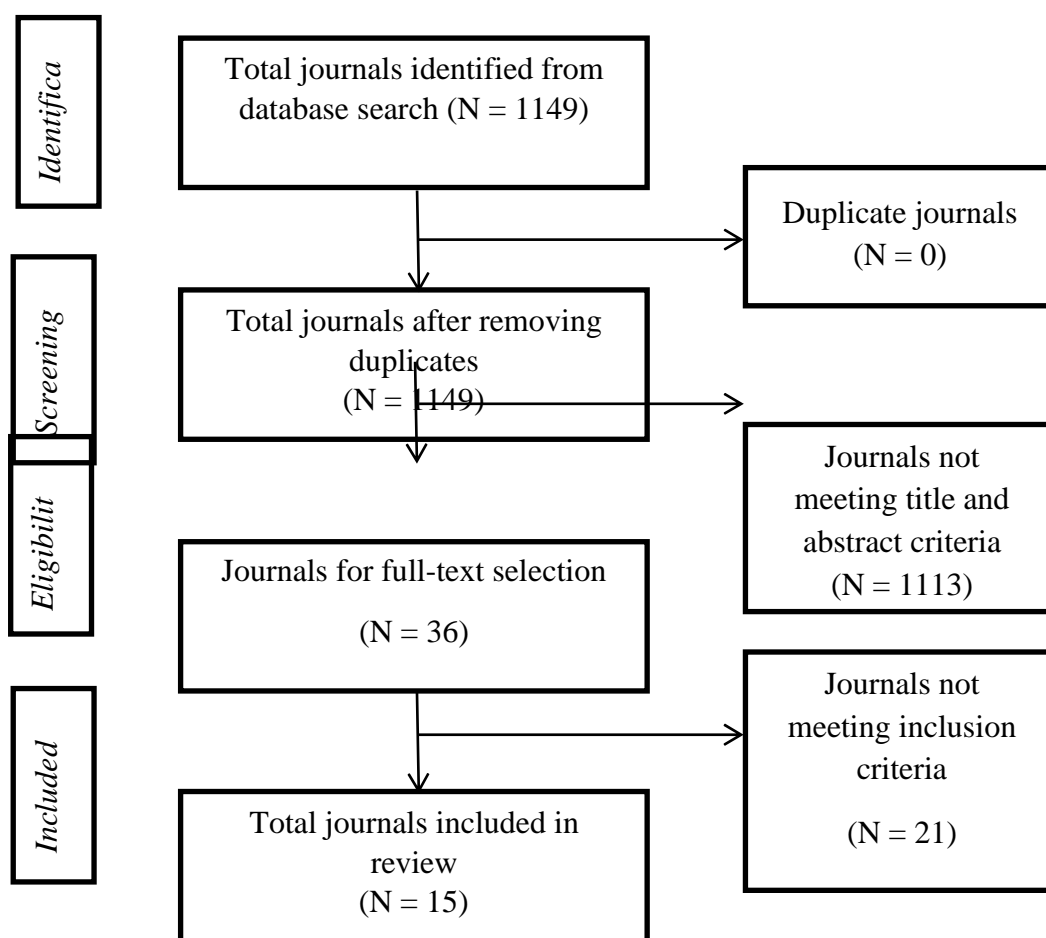 Identifica
Total journals identified from
database search (N = 1149)
Duplicate journals
(N = 0)
Screening
Total journals after removing
duplicates
(N = 1149)
Journals not
meeting title and
abstract criteria
(N = 1113)
Eligibilit
Journals for full-text selection
(N = 36)
Journals not
meeting inclusion
criteria
(N = 21)
Included
Total journals included in
review
(N = 15)